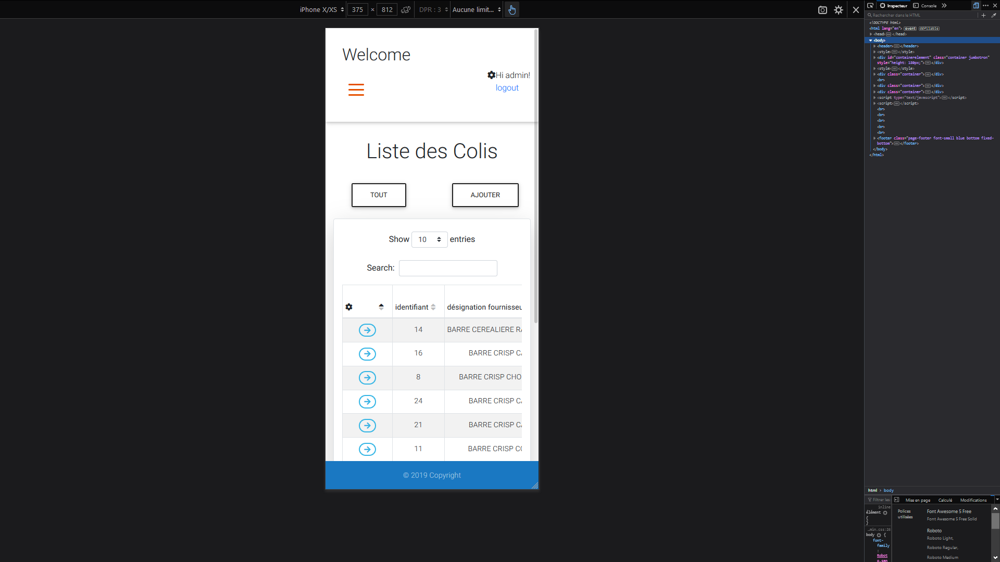 iPhone X/XS 375 × 812 DPR : 3 Aucune limit...
Welcome
Hi admin!
logout
Liste des Colis
TOUT AJOUTER
Show 10 entries
Search:
identifiant désignation fournisseu
14 BARRE CEREALIERE RA
16 BARRE CRISP CA
8 BARRE CRISP CHO
24 BARRE CRISP CA
21 BARRE CRISP CA
11 BARRE CRISP CO
© 2019 Copyright
Inspecteur Console
Rechercher dans le HTML
<!DOCTYPE html>
<html lang="en"> event défilable
<head> ... </head>
<body>
<header> ... </header>
<style> ... </style>
<div id="containerelement" class="container jumbotron"
style="height: 180px;"> ... </div>
<style> ... </style>
<div class="container"> ... </div>
<br>
<div class="container"> ... </div>
<div class="container"> ... </div>
<script type="text/javascript"> ... </script>
<script> ... </script>
<br>
<br>
<br>
<br>
<br>
<footer class="page-footer font-small blue bottom fixed-
bottom"> ... </footer>
</body>
</html>
html › body
Filtrer les Mise en page Calculé Modifications
inline
élément {
}
...min.css:26
body {
font-
family
:
Robot
o,san
Polices
utilisées
Font Awesome 5 Free
Font Awesome 5 Free Solid
Roboto
Roboto Light,
Roboto Regular,
Roboto Medium